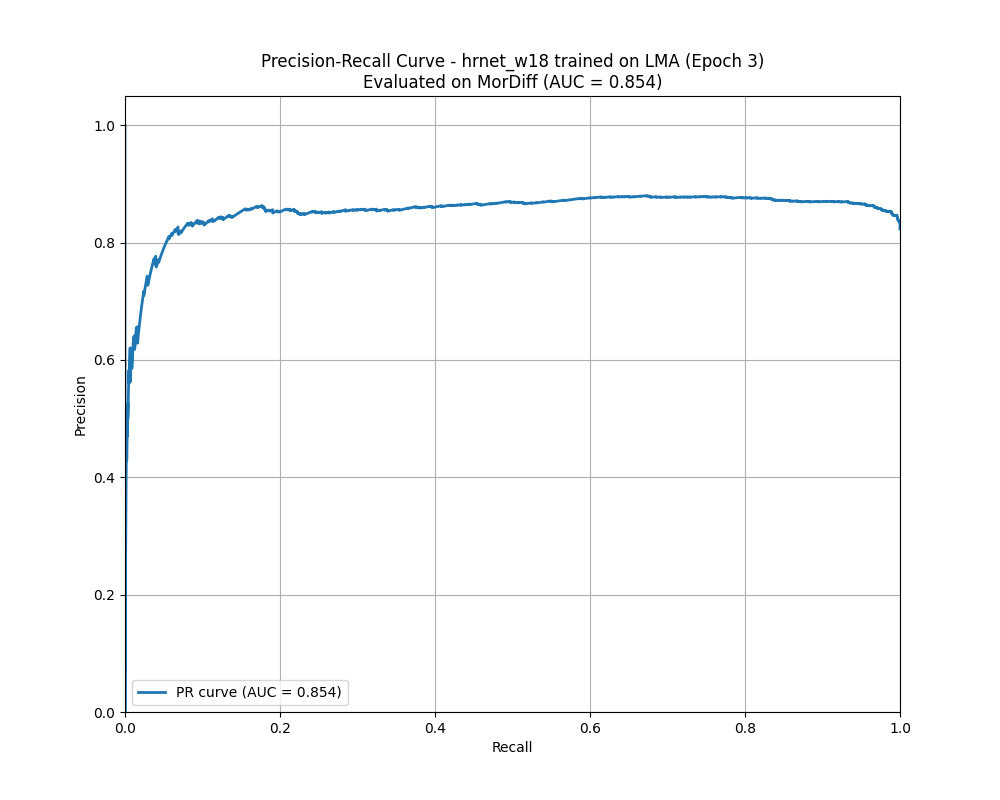 Precision-Recall Curve - hrnet_w18 trained on LMA (Epoch 3)
Evaluated on MorDiff (AUC = 0.854)
1.0
0.8
0.6
0.4
0.2
0.0
Precision
PR curve (AUC = 0.854)
0.0 0.2 0.4 0.6 0.8 1.0
Recall